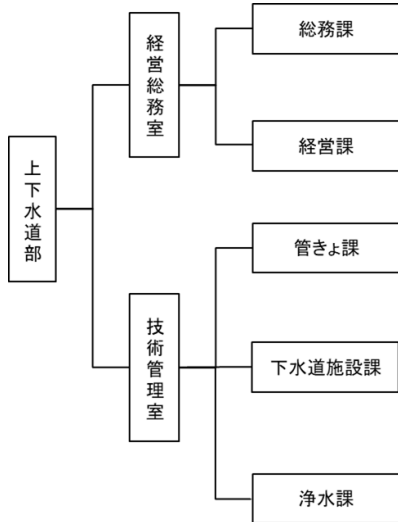 上下水道部
経営総務室
総務課
経営課
技術管理室
管きょ課
下水道施設課
浄水課